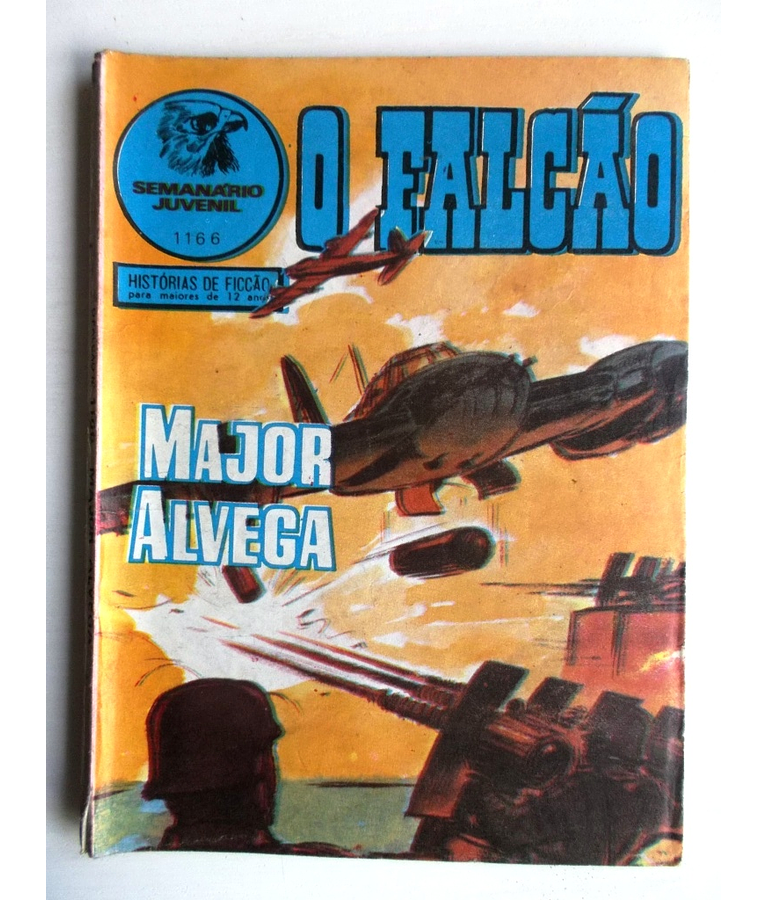 O FALCÃO
SEMANÁRIO
JUVENIL
1166
HISTÓRIAS DE FICÇÃO
para maiores de 12 anos
MAJOR
ALVEGA